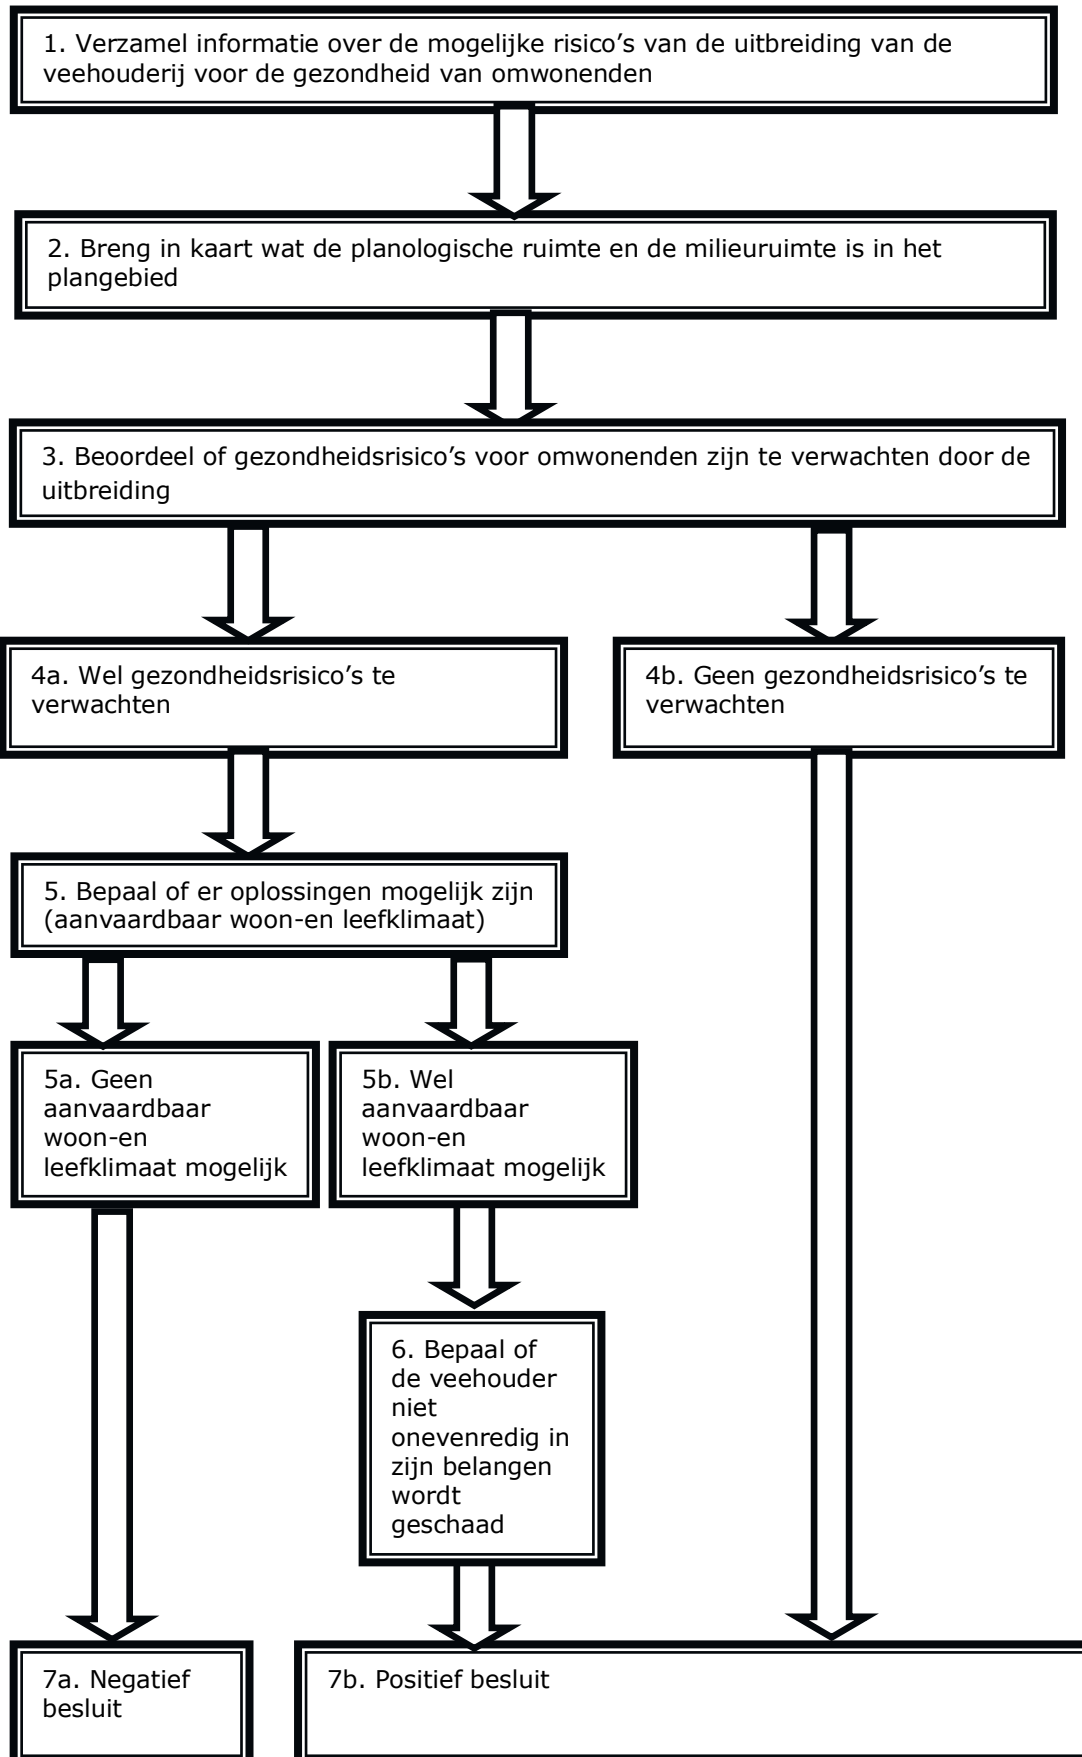 1. Verzamel informatie over de mogelijke risico’s van de uitbreiding van de
veehouderij voor de gezondheid van omwonenden
2. Breng in kaart wat de planologische ruimte en de milieuruimte is in het
plangebied
3. Beoordeel of gezondheidsrisico’s voor omwonenden zijn te verwachten door de
uitbreiding
4a. Wel gezondheidsrisico’s te
verwachten
4b. Geen gezondheidsrisico’s te
verwachten
5. Bepaal of er oplossingen mogelijk zijn
(aanvaardbaar woon-en leefklimaat)
5a. Geen
aanvaardbaar
woon-en
leefklimaat mogelijk
5b. Wel
aanvaardbaar
woon-en
leefklimaat mogelijk
6. Bepaal of
de veehouder
niet
onevenredig in
zijn belangen
wordt
geschaad
7a. Negatief
besluit
7b. Positief besluit